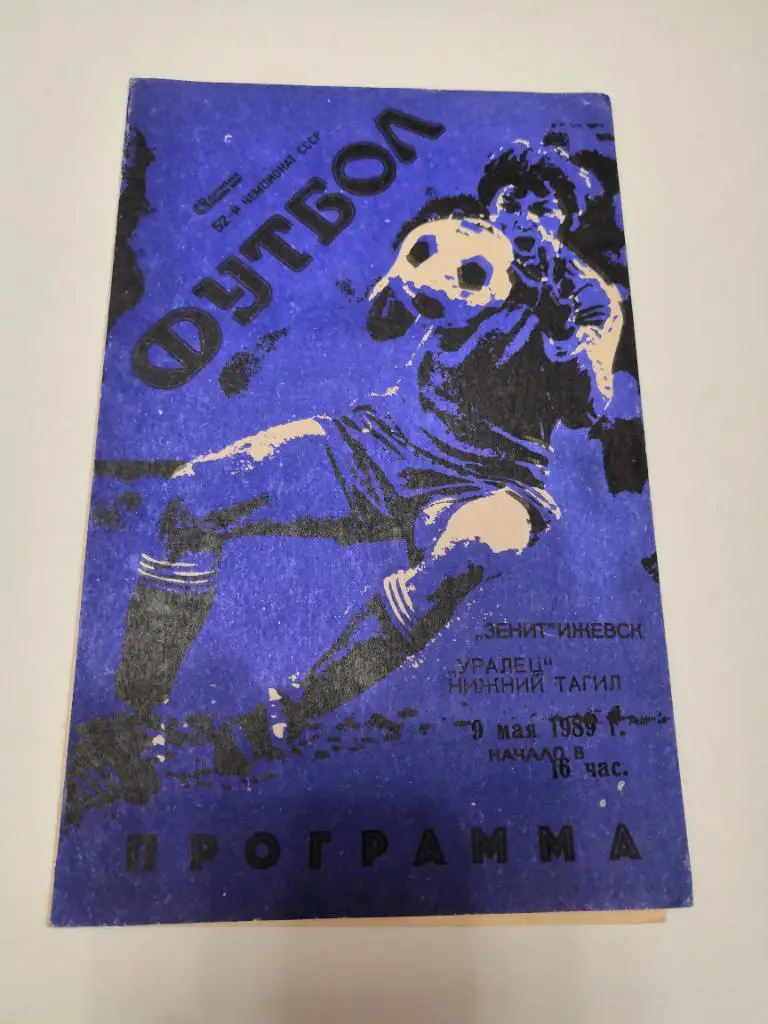 52-Й ЧЕМПИОНАТ СССР
ФУТБОЛ
„ЗЕНИТ" ИЖЕВСК
„УРАЛЕЦ"
НИЖНИЙ ТАГИЛ
9 мая 1989 г.
НАЧАЛО В
16 час.
ПРОГРАММА